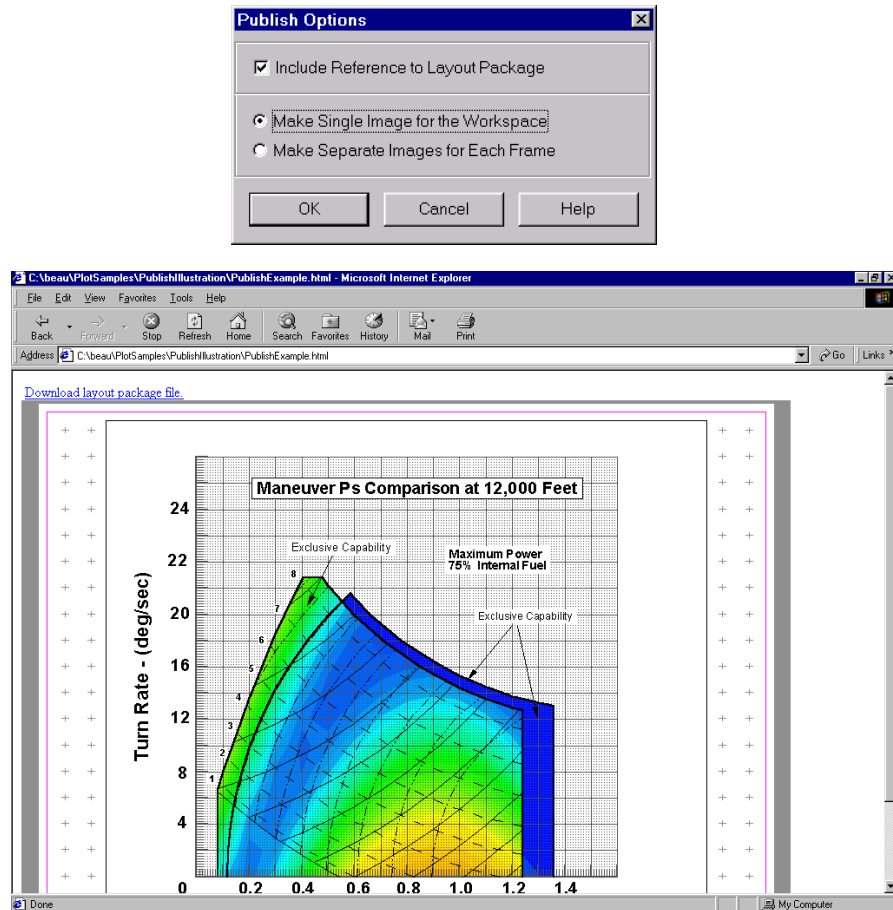 Publish Options
Include Reference to Layout Package
Make Single Image for the Workspace
Make Separate Images for Each Frame
OK Cancel Help
C:\beau\PlotSamples\PublishIllustration\PublishExample.html - Microsoft Internet Explorer
File Edit View Favorites Tools Help
Back Forward Stop Refresh Home Search Favorites History Mail Print
Address C:\beau\PlotSamples\PublishIllustration\PublishExample.html Go Links
Download layout package file.
Maneuver Ps Comparison at 12,000 Feet
24
Exclusive Capability
Maximum Power
75% Internal Fuel
22
8
7
20
Exclusive Capability
6
16
5
4
12
3
2
8
1
4
Turn Rate - (deg/sec)
0 0.2 0.4 0.6 0.8 1.0 1.2 1.4
Done My Computer